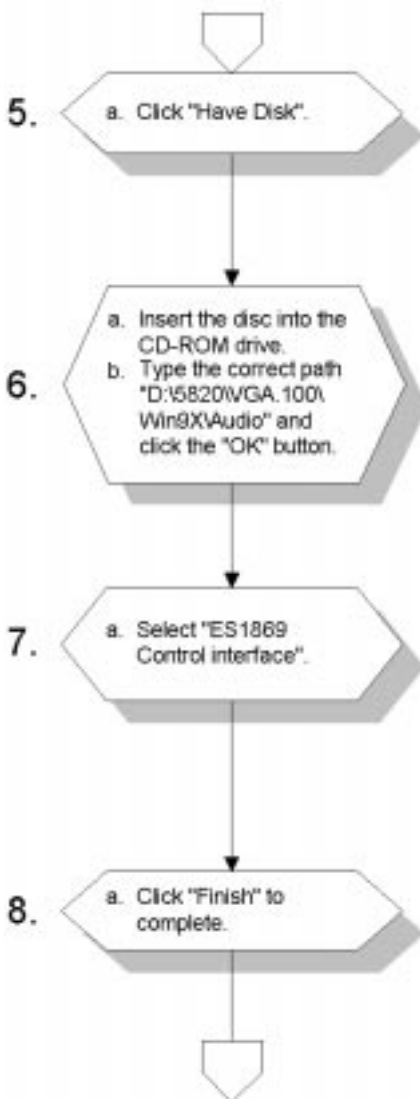 5.
a. Click "Have Disk".
6.
a. Insert the disc into the
CD-ROM drive.
b. Type the correct path
"D:\5820\VGA.100\
Win9X\Audio" and
click the "OK" button.
7.
a. Select "ES1869
Control interface".
8.
a. Click "Finish" to
complete.